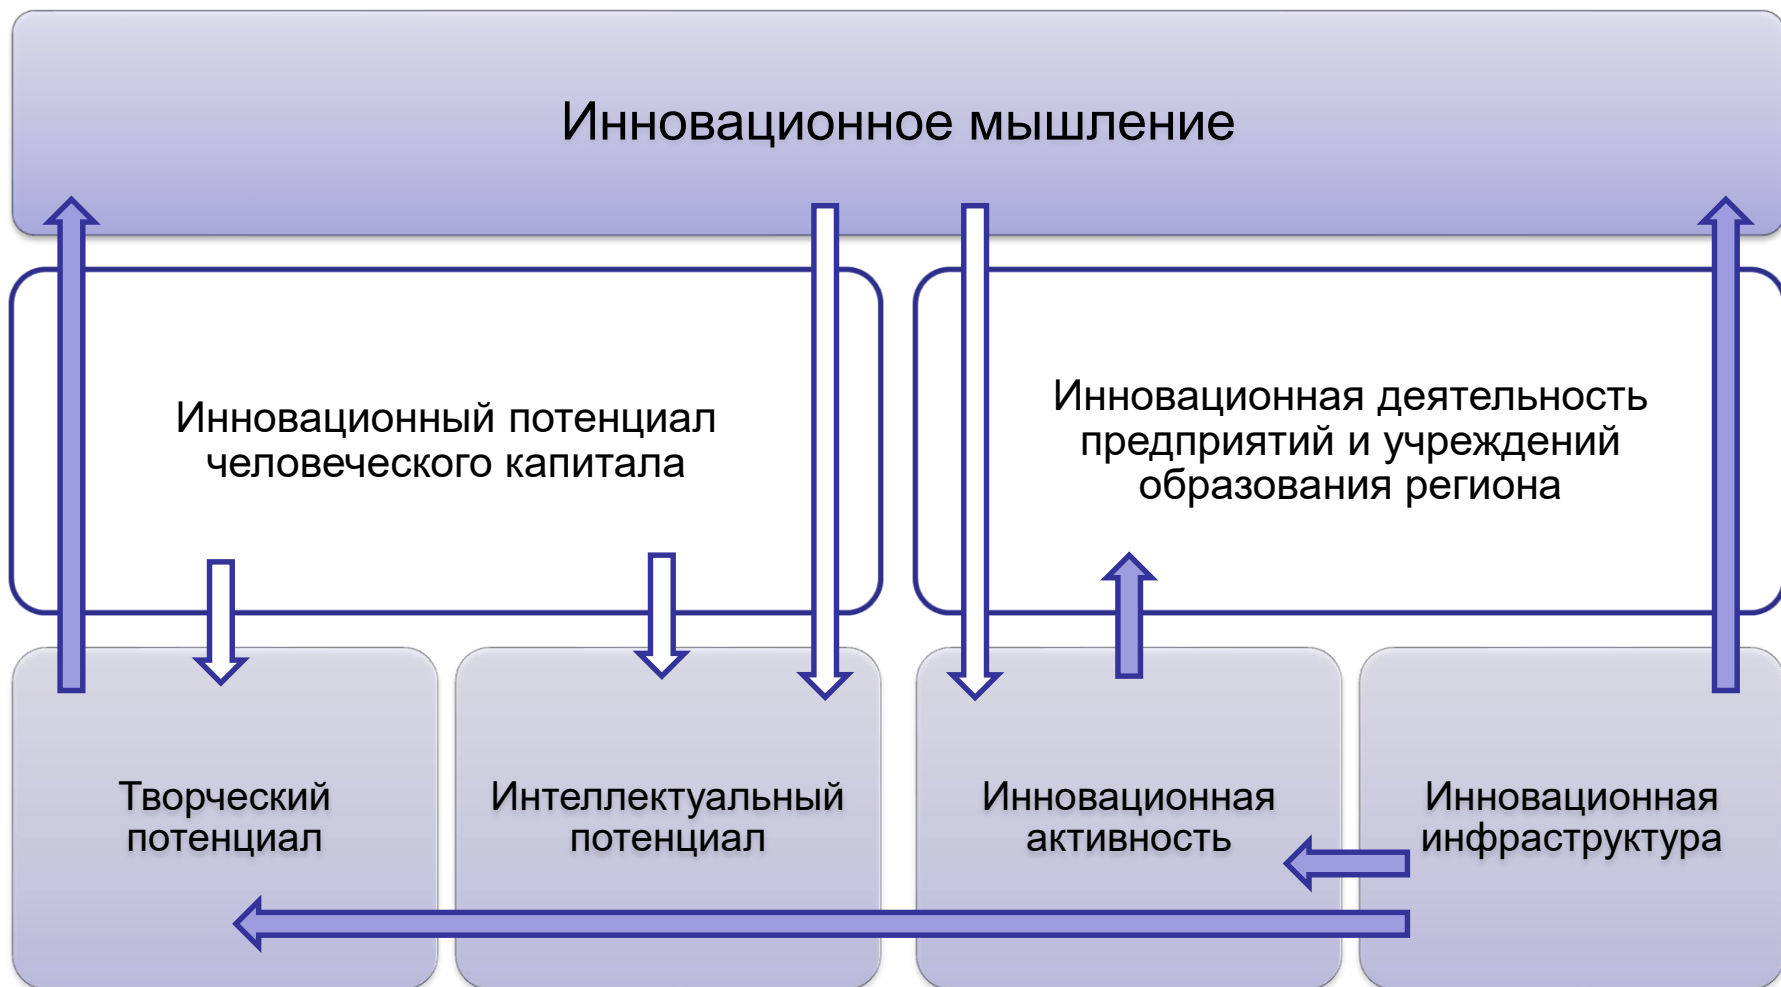 Инновационное мышление
Инновационный потенциал
человеческого капитала
Инновационная деятельность
предприятий и учреждений
образования региона
Творческий
потенциал
Интеллектуальный
потенциал
Инновационная
активность
Инновационная
инфраструктура